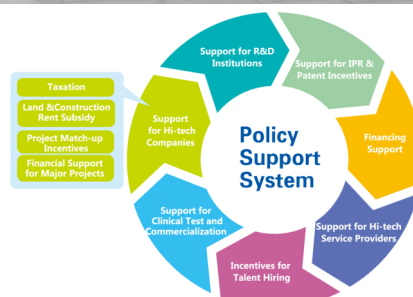 Support for R&D
Institutions
Support for IPR &
Patent Incentives
Financing
Support
Support for Hi-tech
Service Providers
Incentives for
Talent Hiring
Support for
Clinical Test and
Commercialization
Support
for Hi-tech
Companies
Taxation
Land &Construction
Rent Subsidy
Project Match-up
Incentives
Financial Support
for Major Projects
Policy
Support
System